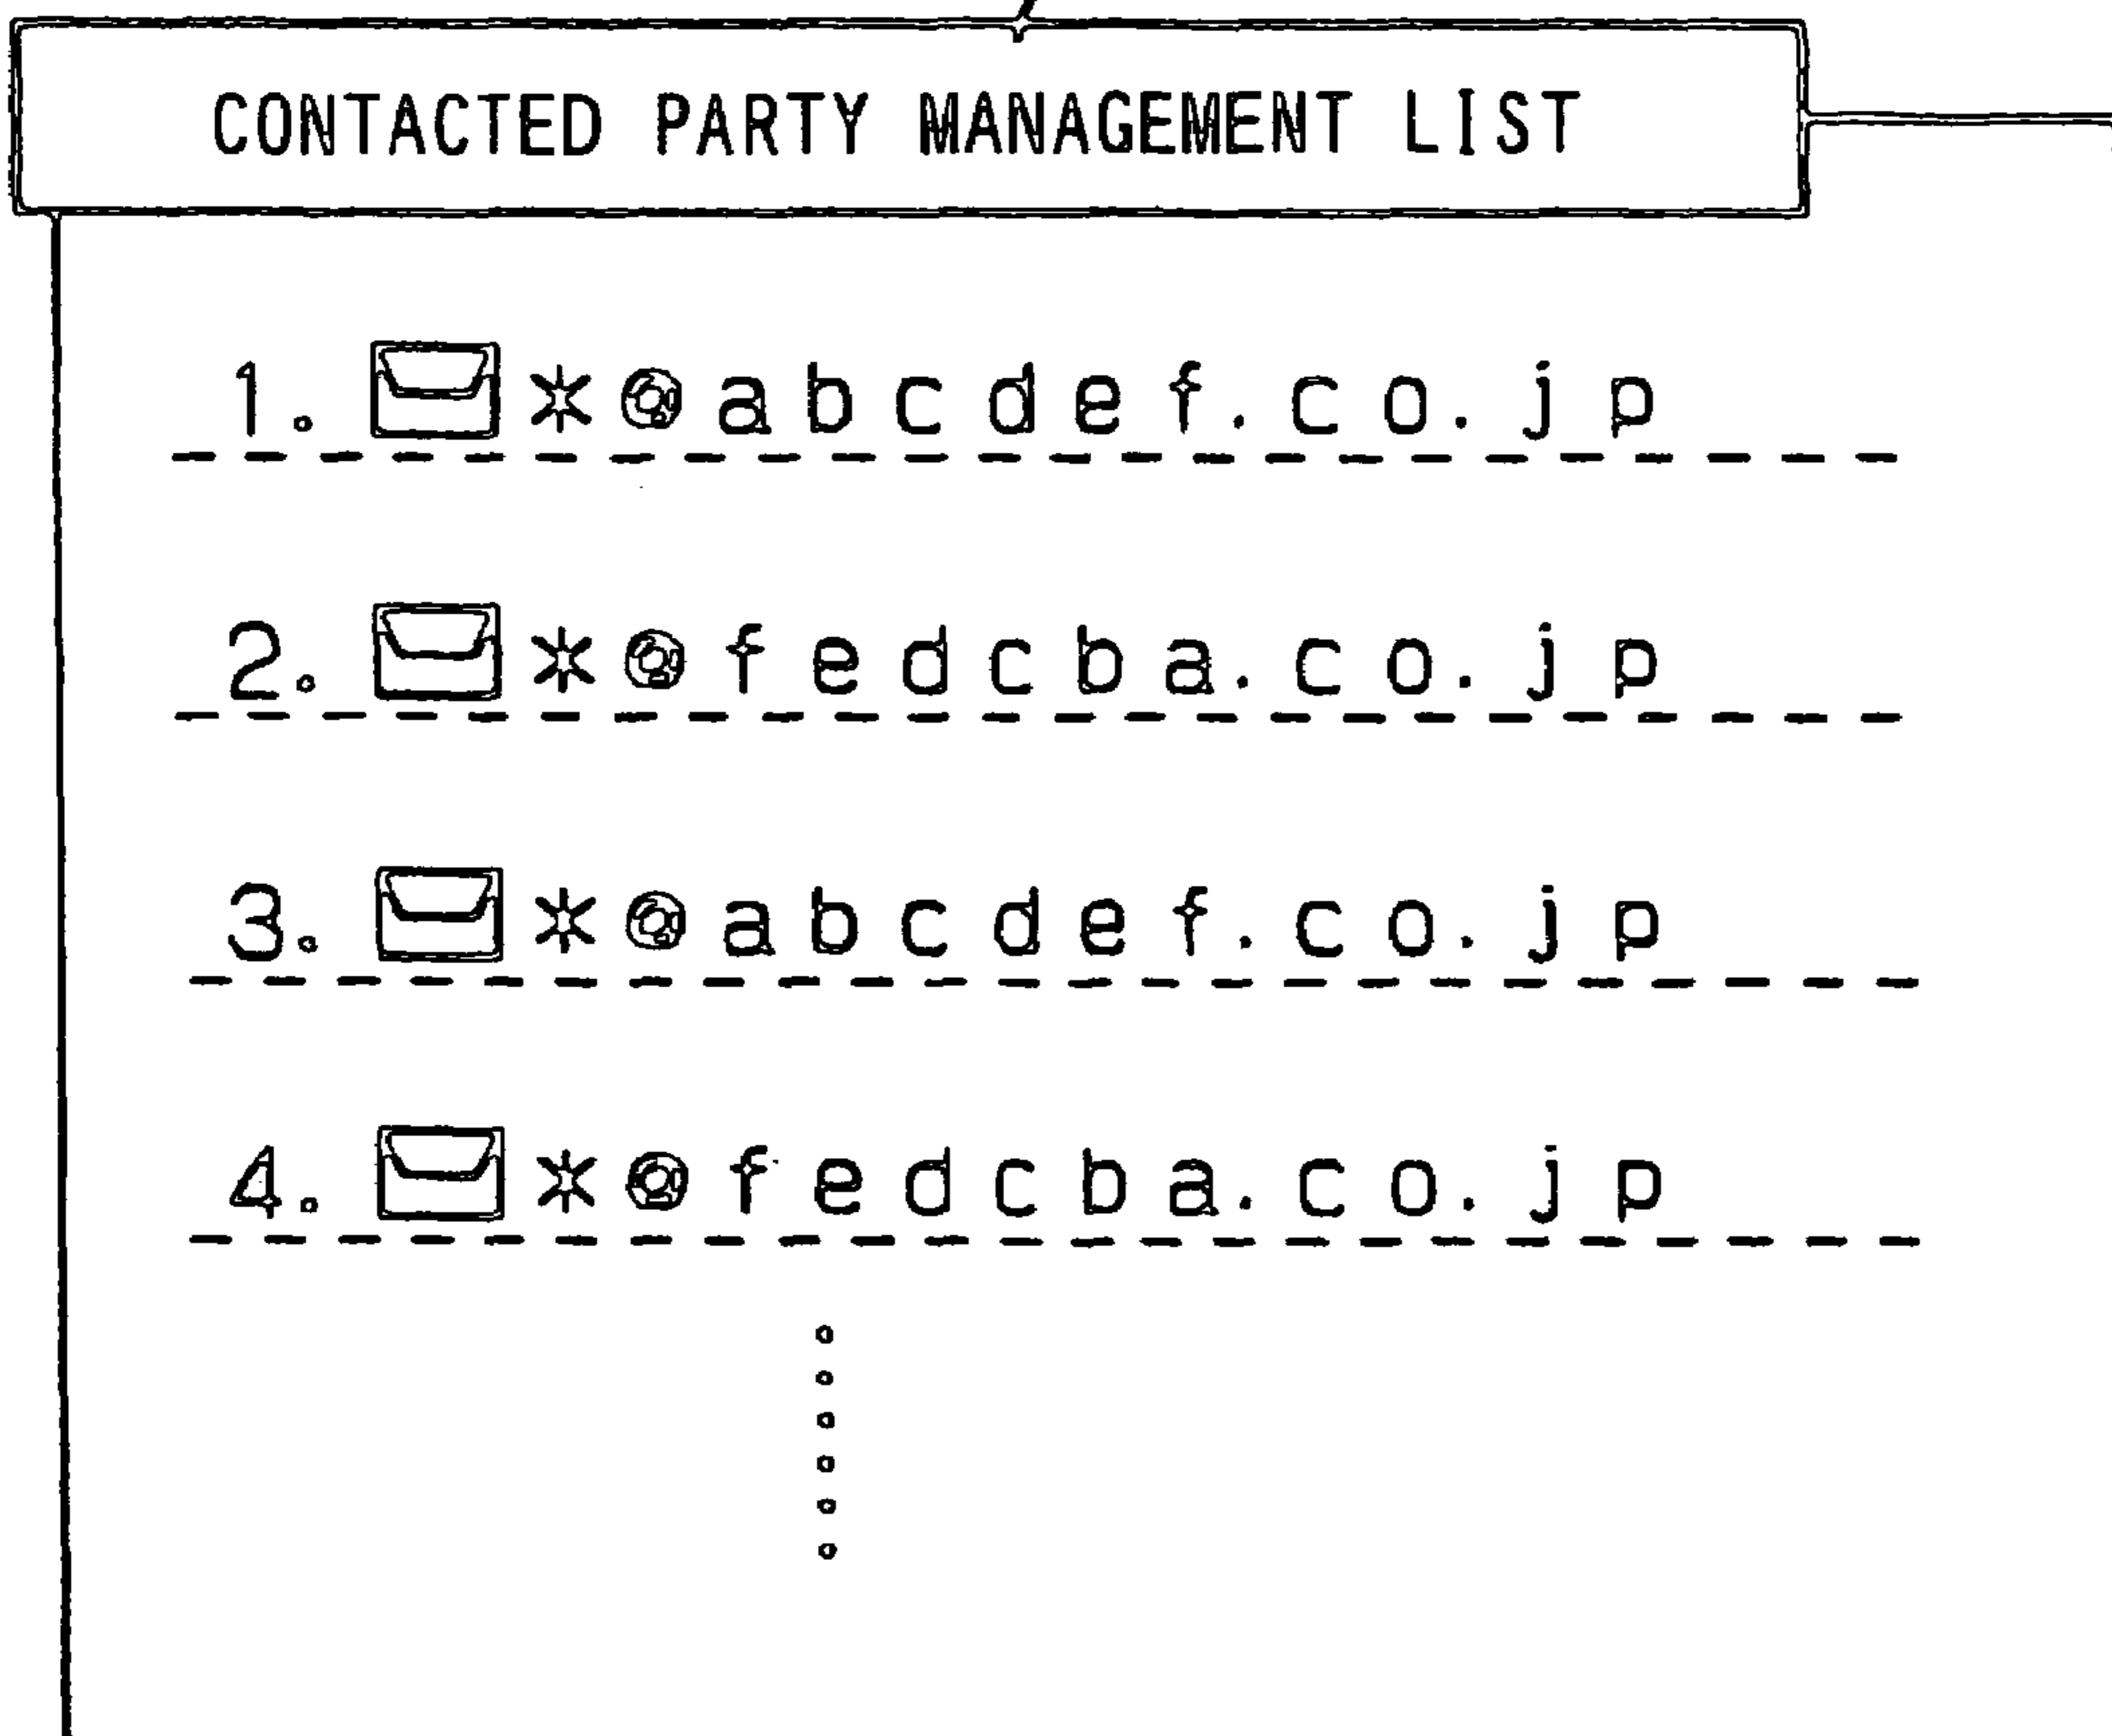 CONTACTED PARTY MANAGEMENT LIST
1. *@abcdef.co.jp
2. *@fedcba.co.jp
3. *@abcdef.co.jp
4. *@fedcba.co.jp